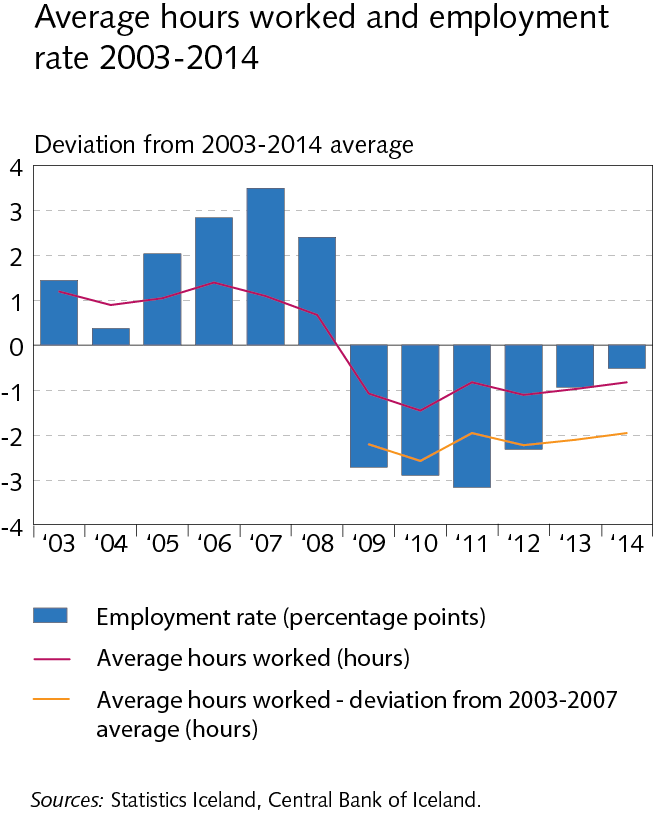 Average hours worked and employment
rate 2003-2014
Deviation from 2003-2014 average
4
3
2
1
0
-1
-2
-3
-4
‘03 ‘04 ‘05 ‘06 ‘07 ‘08 ‘09 ‘10 ‘11 ‘12 ‘13 ‘14
Employment rate (percentage points)
Average hours worked (hours)
Average hours worked - deviation from 2003-2007
average (hours)
Sources: Statistics Iceland, Central Bank of Iceland.